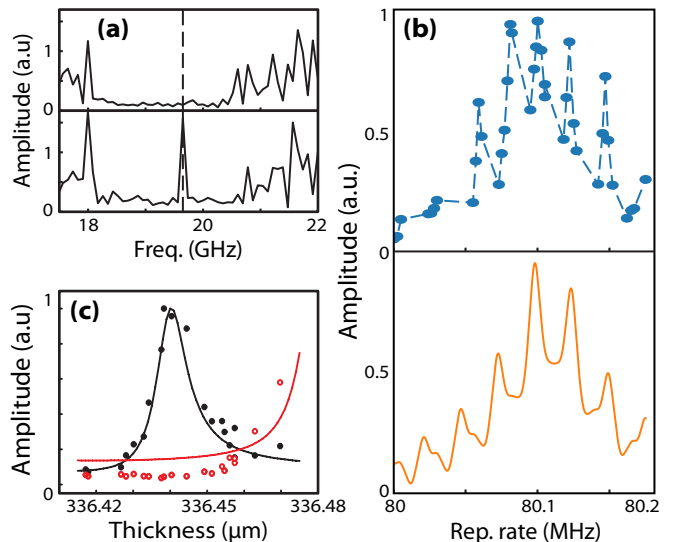 (a)
Amplitude (a.u)
1
0
1
0
18
20
22
Freq. (GHz)
(b)
Amplitude (a.u.)
1
0.5
0
0.5
0
80
80.1
80.2
Rep. rate (MHz)
(c)
Amplitude (a.u)
1
0
336.42
336.45
336.48
Thickness (μm)